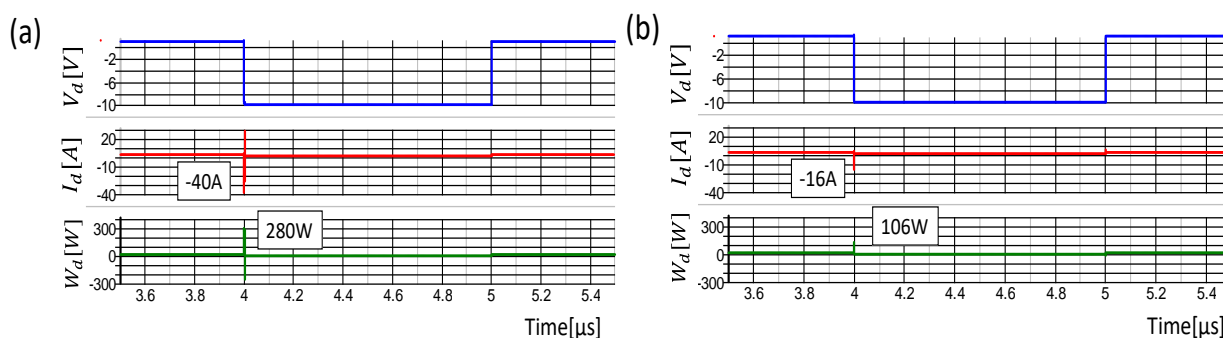 (a)
V_d [V]
-2
-6
-10
I_d [A]
20
-10
-40
-40A
W_d [W]
300
0
-300
280W
3.6 3.8 4 4.2 4.4 4.6 4.8 5 5.2 5.4
Time[μs]
(b)
V_d [V]
-2
-6
-10
I_d [A]
20
-10
-40
-16A
W_d [W]
300
0
-300
106W
3.6 3.8 4 4.2 4.4 4.6 4.8 5 5.2 5.4
Time[μs]